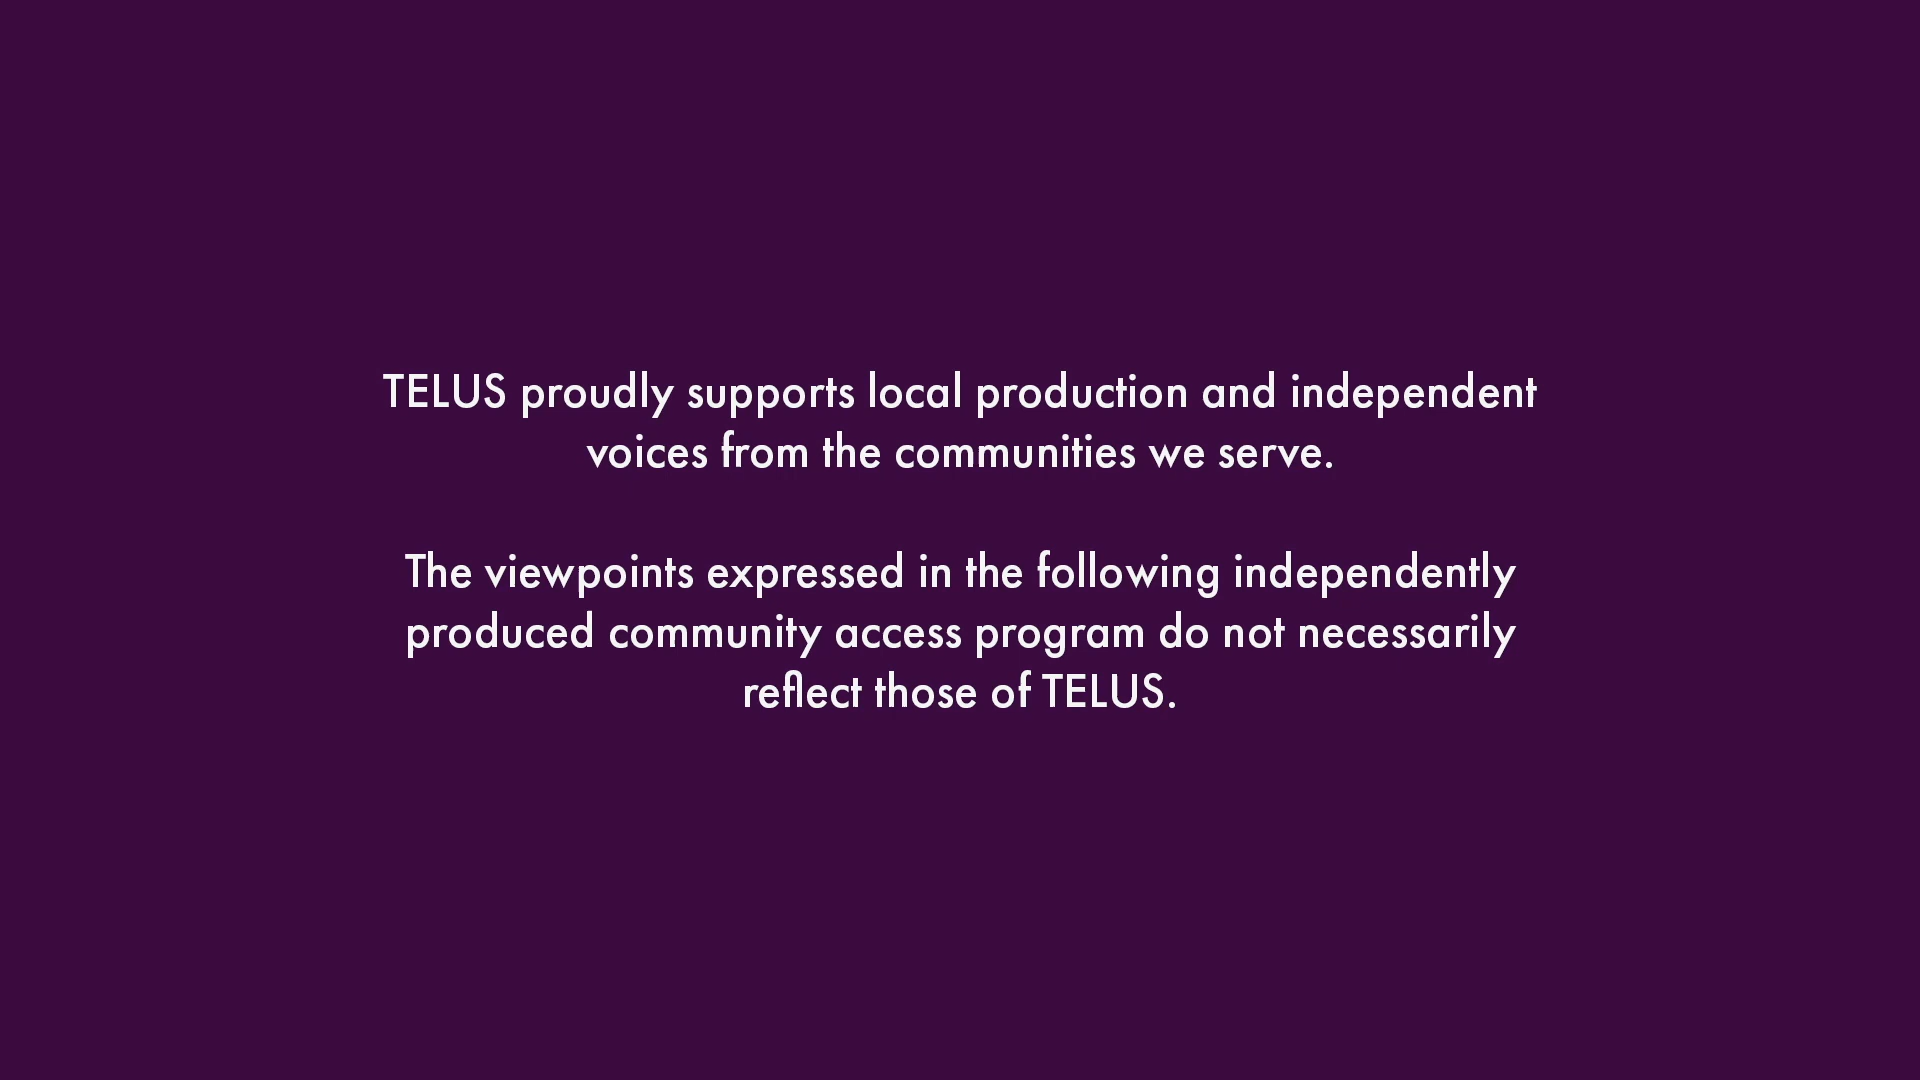 TELUS proudly supports local production and independent
voices from the communities we serve.
The viewpoints expressed in the following independently
produced community access program do not necessarily
reflect those of TELUS.